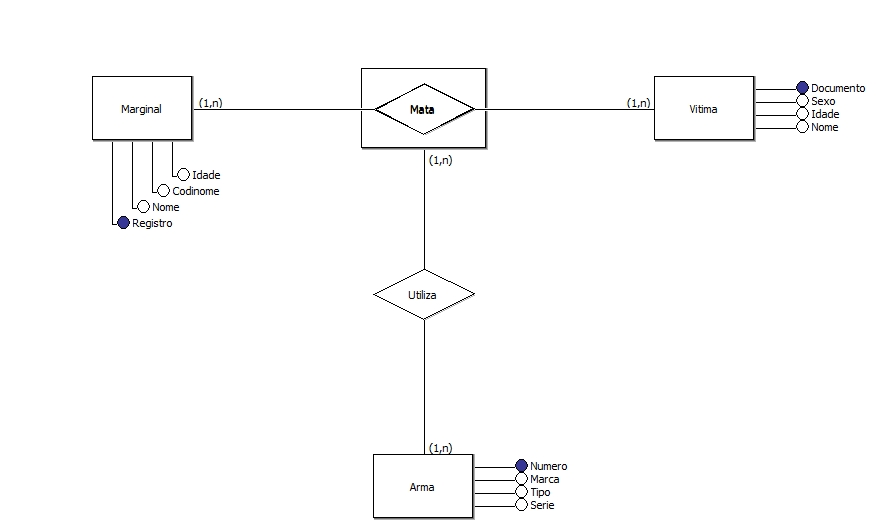 Marginal
(1,n)
Mata
(1,n)
Vitima
Documento
Sexo
Idade
Nome
(1,n)
Idade
Codinome
Nome
Registro
Utiliza
(1,n)
Arma
Numero
Marca
Tipo
Serie